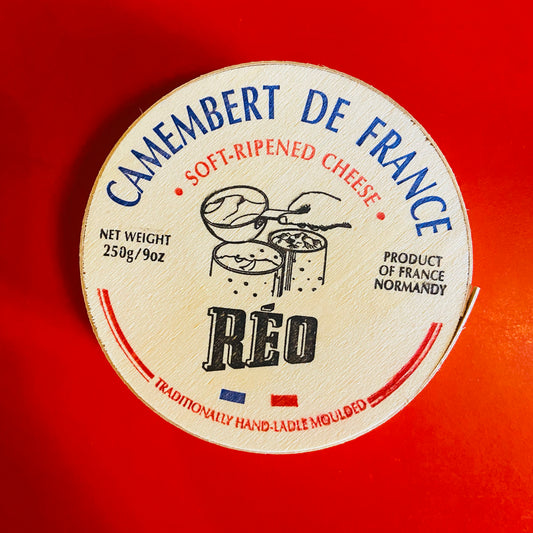 CAMEMBERT DE FRANCE
• SOFT-RIPENED CHEESE •
NET WEIGHT
250g/9oz
PRODUCT
OF FRANCE
NORMANDY
RÉO
TRADITIONALLY HAND-LADLE MOULDED